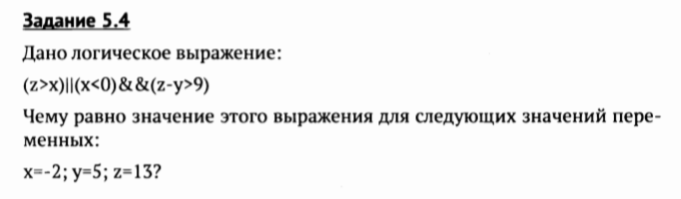 Задание 5.4
Дано логическое выражение:
(z>x)||(x<0)&&(z-y>9)
Чему равно значение этого выражения для следующих значений пере-
менных:
x=-2; y=5; z=13?